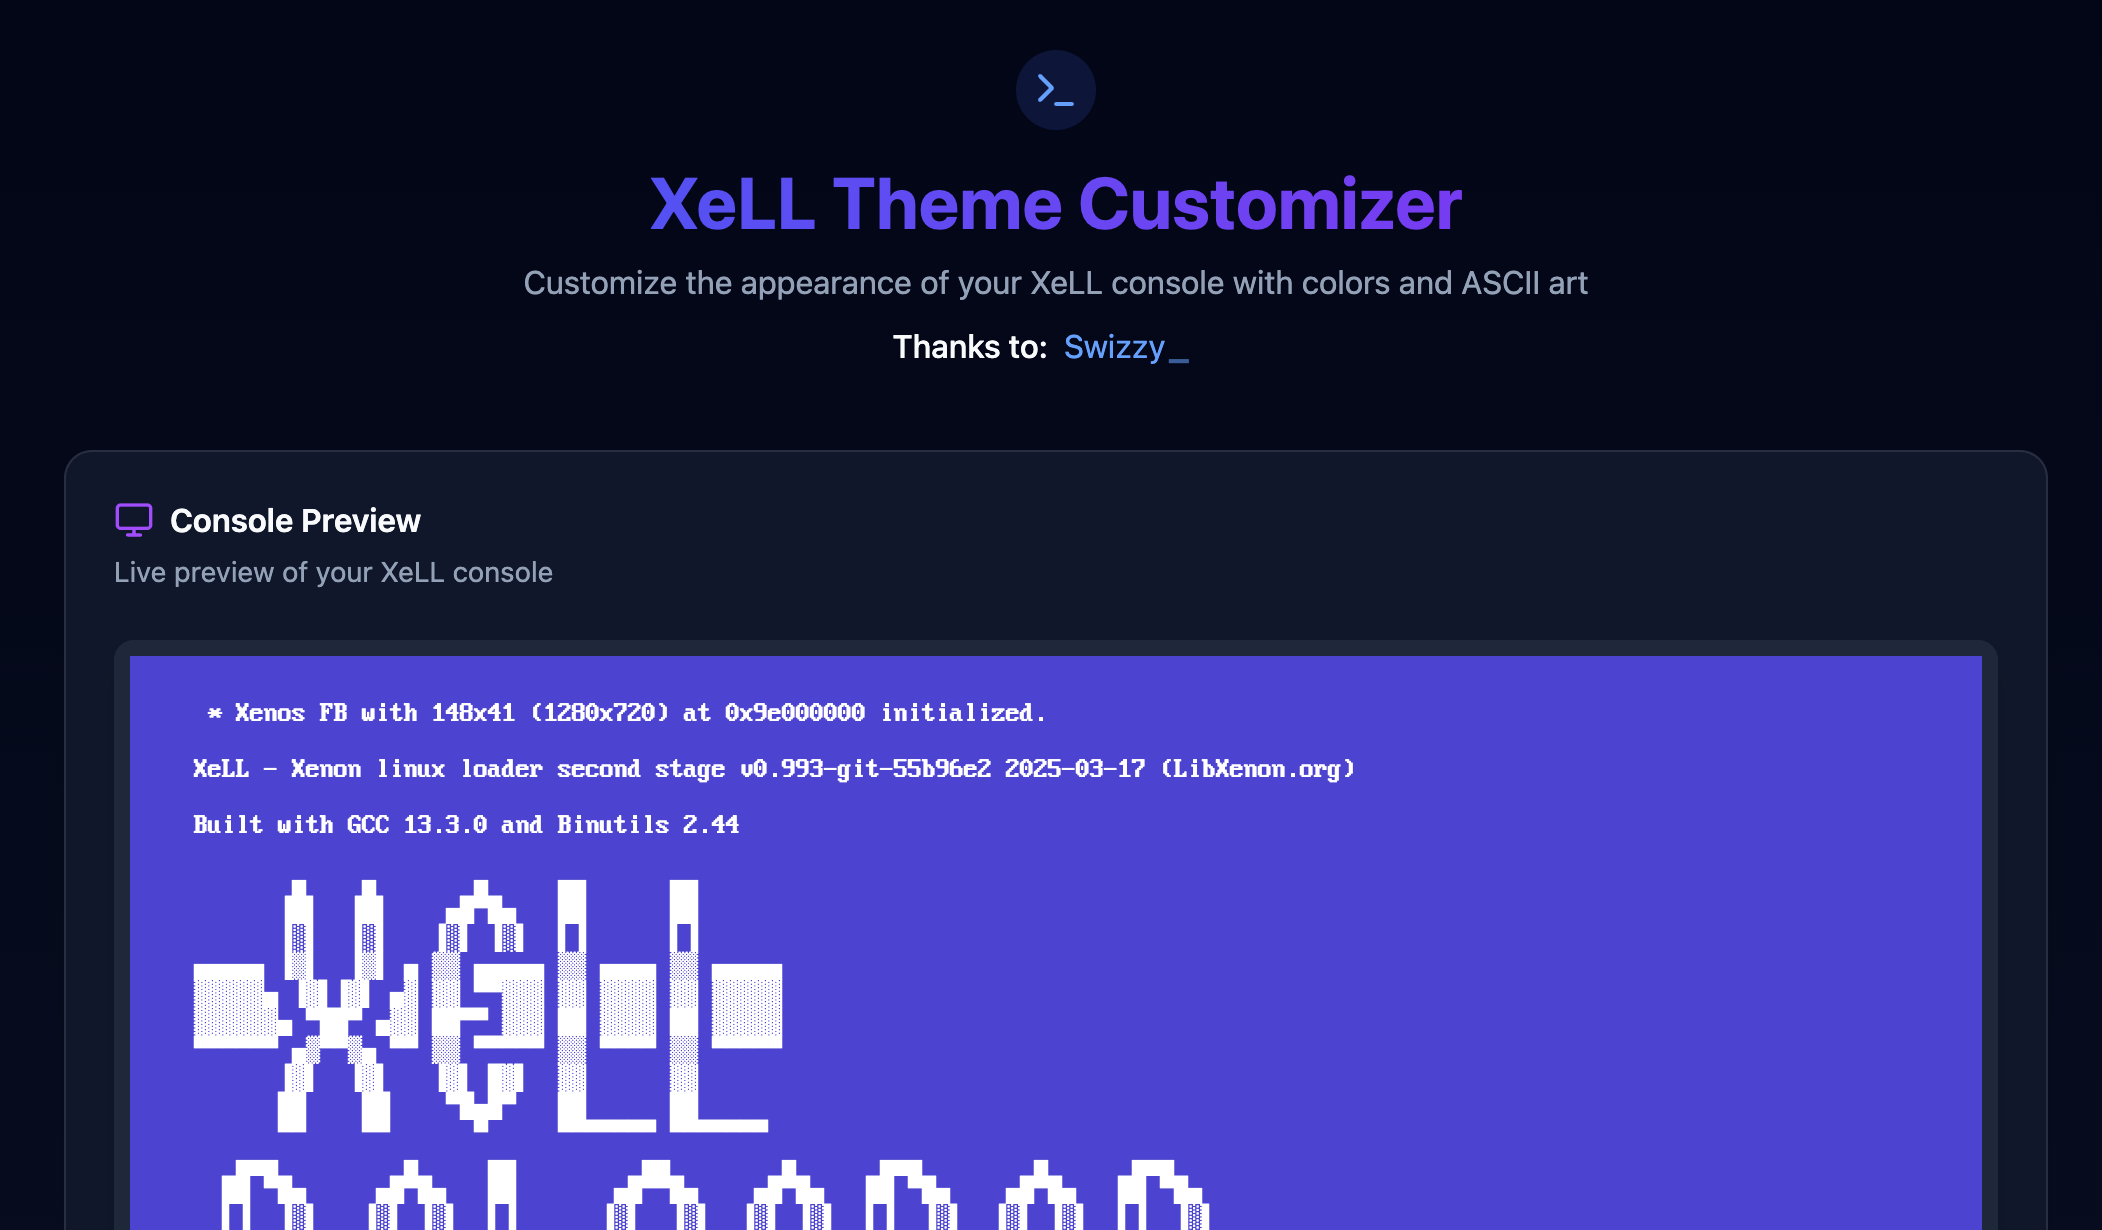 XeLL Theme Customizer
Customize the appearance of your XeLL console with colors and ASCII art
Thanks to: Swizzy_
Console Preview
Live preview of your XeLL console
* Xenos FB with 148x41 (1280x720) at 0x9e000000 initialized.
XeLL - Xenon linux loader second stage v0.993-git-55b96e2 2025-03-17 (LibXenon.org)
Built with GCC 13.3.0 and Binutils 2.44
XeLL